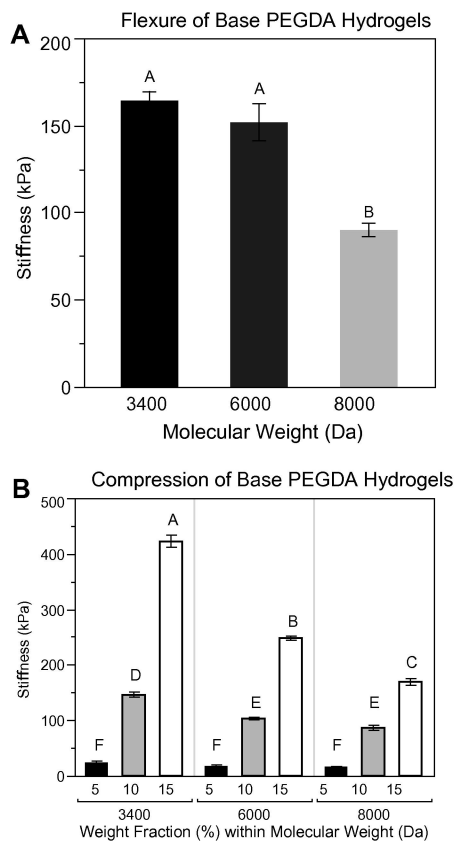 A
Flexure of Base PEGDA Hydrogels
200
150
100
50
0
Stiffness (kPa)
A
A
B
3400 6000 8000
Molecular Weight (Da)
B
Compression of Base PEGDA Hydrogels
500
400
300
200
100
0
Stiffness (kPa)
F D A F E B F E C
5 10 15 5 10 15 5 10 15
3400 6000 8000
Weight Fraction (%) within Molecular Weight (Da)